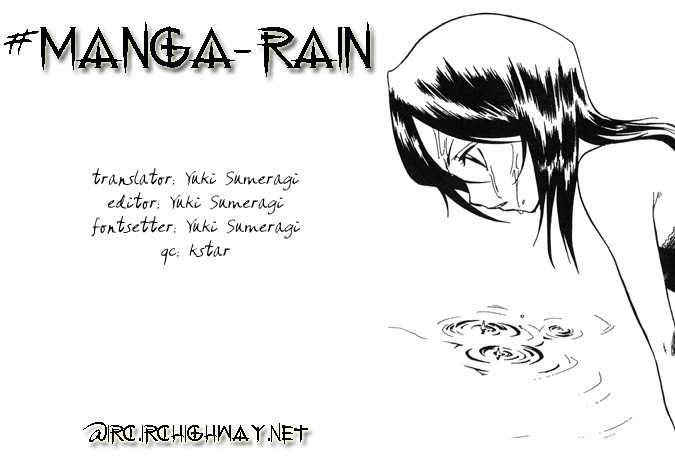 #MANGA-RAIN
translator: Yuki Sumeragi
editor: Yuki Sumeragi
fontsetter: Yuki Sumeragi
qc: kstar
@IRC.IRCHIGHWAY.NET